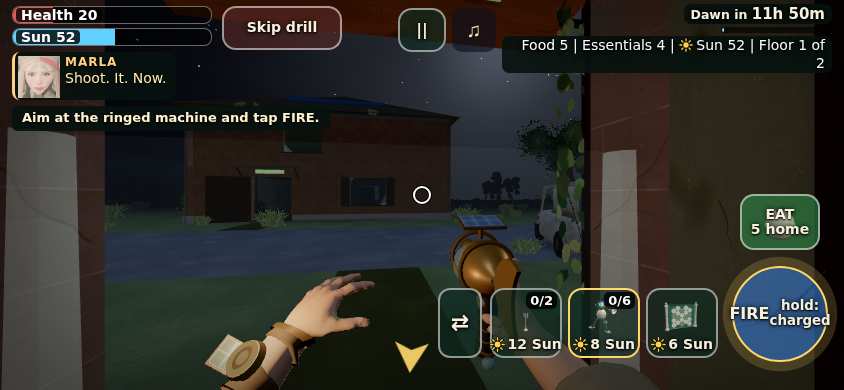 Health 20
Sun 52
Skip drill
Dawn in 11h 50m
Food 5 | Essentials 4 | ☀ Sun 52 | Floor 1 of
2
MARLA
Shoot. It. Now.
Aim at the ringed machine and tap FIRE.
EAT
5 home
FIRE
hold:
charged
0/2
☀12 Sun
0/6
☀8 Sun
☀6 Sun